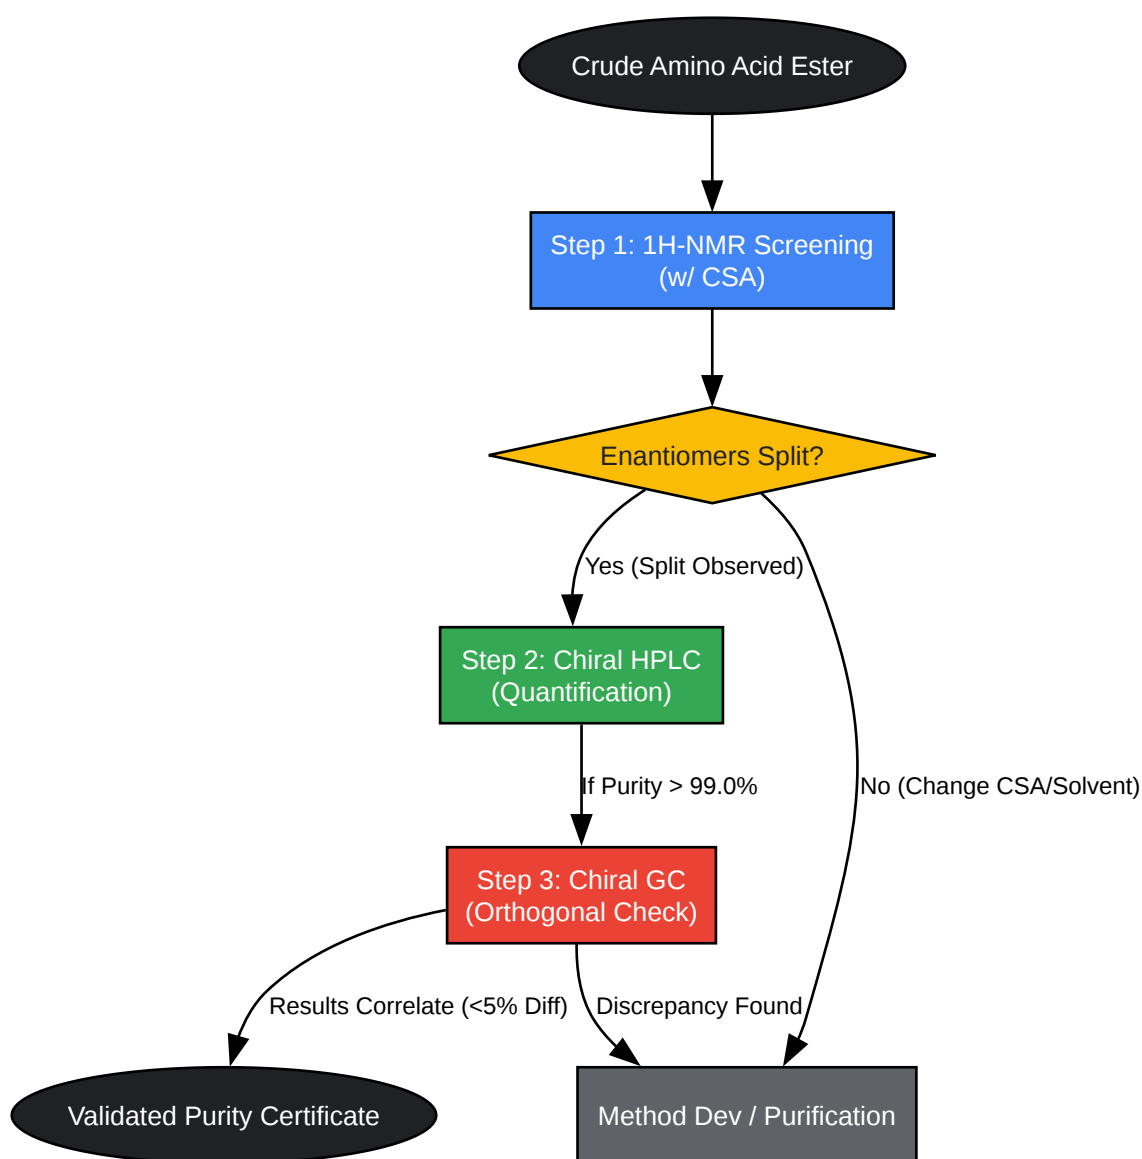 Crude Amino Acid Ester
Step 1: 1H-NMR Screening
(w/ CSA)
Enantiomers Split?
Yes (Split Observed)
Step 2: Chiral HPLC
(Quantification)
If Purity > 99.0%
No (Change CSA/Solvent)
Step 3: Chiral GC
(Orthogonal Check)
Results Correlate (<5% Diff)
Discrepancy Found
Validated Purity Certificate
Method Dev / Purification